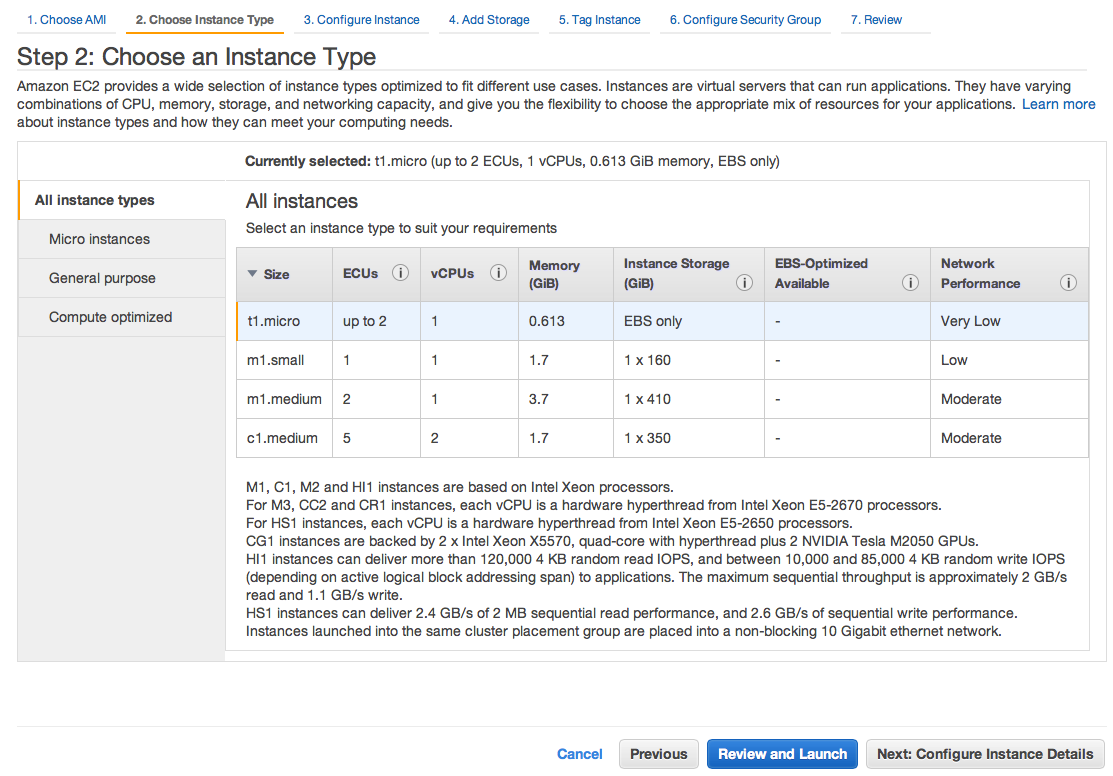 1. Choose AMI 2. Choose Instance Type 3. Configure Instance 4. Add Storage 5. Tag Instance 6. Configure Security Group 7. Review
Step 2: Choose an Instance Type
Amazon EC2 provides a wide selection of instance types optimized to fit different use cases. Instances are virtual servers that can run applications. They have varying
combinations of CPU, memory, storage, and networking capacity, and give you the flexibility to choose the appropriate mix of resources for your applications. Learn more
about instance types and how they can meet your computing needs.
Currently selected: t1.micro (up to 2 ECUs, 1 vCPUs, 0.613 GiB memory, EBS only)
All instance types
Micro instances
General purpose
Compute optimized
All instances
Select an instance type to suit your requirements
Size ECUs i vCPUs i Memory (GiB) Instance Storage (GiB) i EBS-Optimized Available i Network Performance i
t1.micro up to 2 1 0.613 EBS only - Very Low
m1.small 1 1 1.7 1 x 160 - Low
m1.medium 2 1 3.7 1 x 410 - Moderate
c1.medium 5 2 1.7 1 x 350 - Moderate
M1, C1, M2 and HI1 instances are based on Intel Xeon processors.
For M3, CC2 and CR1 instances, each vCPU is a hardware hyperthread from Intel Xeon E5-2670 processors.
For HS1 instances, each vCPU is a hardware hyperthread from Intel Xeon E5-2650 processors.
CG1 instances are backed by 2 x Intel Xeon X5570, quad-core with hyperthread plus 2 NVIDIA Tesla M2050 GPUs.
HI1 instances can deliver more than 120,000 4 KB random read IOPS, and between 10,000 and 85,000 4 KB random write IOPS
(depending on active logical block addressing span) to applications. The maximum sequential throughput is approximately 2 GB/s
read and 1.1 GB/s write.
HS1 instances can deliver 2.4 GB/s of 2 MB sequential read performance, and 2.6 GB/s of sequential write performance.
Instances launched into the same cluster placement group are placed into a non-blocking 10 Gigabit ethernet network.
Cancel Previous Review and Launch Next: Configure Instance Details